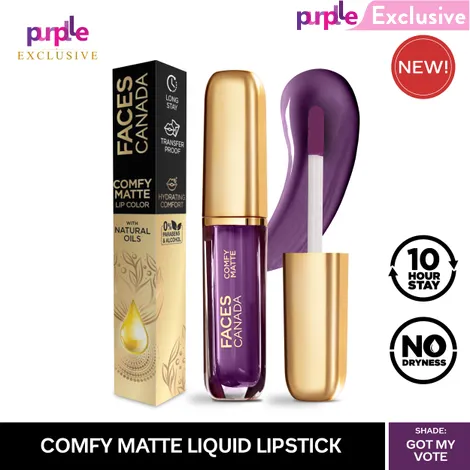 purplle
EXCLUSIVE
purplle Exclusive
NEW!
FACES
CANADA
COMFY
MATTE
LIP COLOR
WITH
NATURAL
OILS
LONG
STAY
TRANSFER
PROOF
HYDRATING
COMFORT
0%
PARABENS
& ALCOHOL
FACES
CANADA
COMFY
MATTE
10
HOUR
STAY
NO
DRYNESS
COMFY MATTE LIQUID LIPSTICK
SHADE:
GOT MY
VOTE